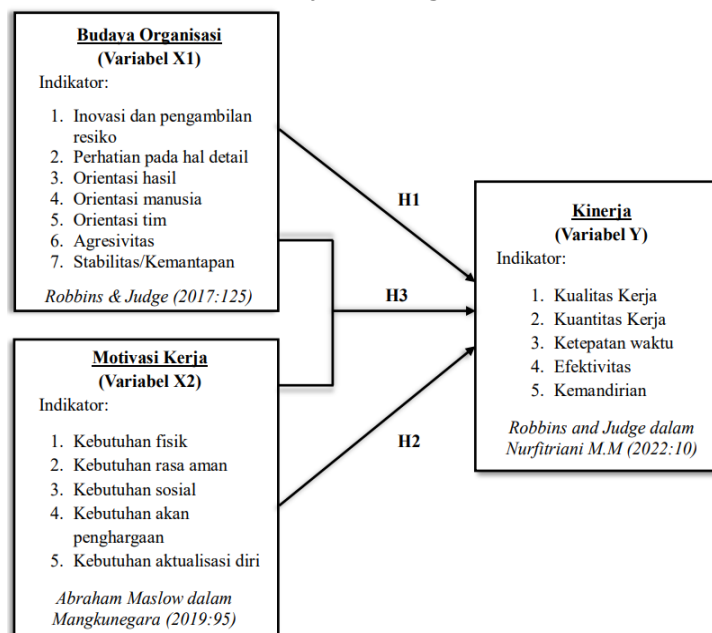 Budaya Organisasi
(Variabel X1)
Indikator:
1. Inovasi dan pengambilan
resiko
2. Perhatian pada hal detail
3. Orientasi hasil
4. Orientasi manusia
5. Orientasi tim
6. Agresivitas
7. Stabilitas/Kemantapan
Robbins & Judge (2017:125)
H1
H3
H2
Motivasi Kerja
(Variabel X2)
Indikator:
1. Kebutuhan fisik
2. Kebutuhan rasa aman
3. Kebutuhan sosial
4. Kebutuhan akan
penghargaan
5. Kebutuhan aktualisasi diri
Abraham Maslow dalam
Mangkunegara (2019:95)
Kinerja
(Variabel Y)
Indikator:
1. Kualitas Kerja
2. Kuantitas Kerja
3. Ketepatan waktu
4. Efektivitas
5. Kemandirian
Robbins and Judge dalam
Nurfitriani M.M (2022:10)